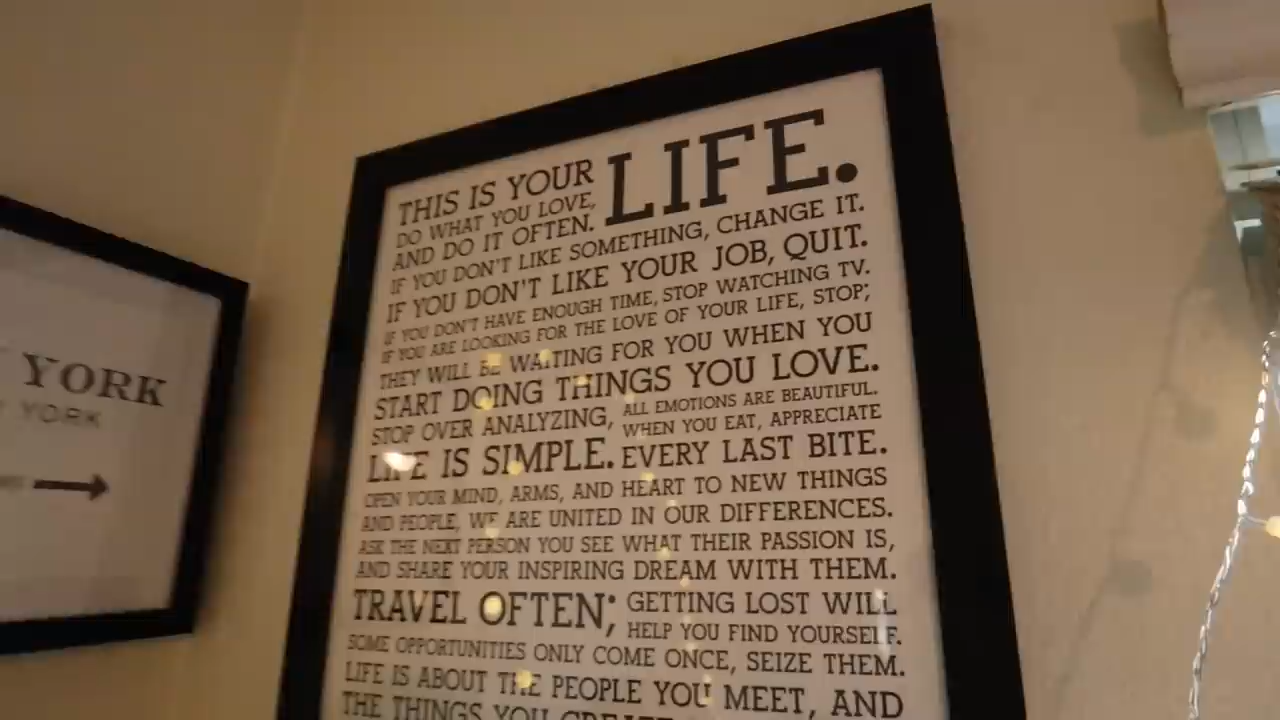 THIS IS YOUR LIFE.
DO WHAT YOU LOVE,
AND DO IT OFTEN.
IF YOU DON'T LIKE SOMETHING, CHANGE IT.
IF YOU DON'T LIKE YOUR JOB, QUIT.
IF YOU DON'T HAVE ENOUGH TIME, STOP WATCHING TV.
IF YOU ARE LOOKING FOR THE LOVE OF YOUR LIFE, STOP;
THEY WILL BE WAITING FOR YOU WHEN YOU
START DOING THINGS YOU LOVE.
STOP OVER ANALYZING,
LIFE IS SIMPLE.
ALL EMOTIONS ARE BEAUTIFUL.
WHEN YOU EAT, APPRECIATE
EVERY LAST BITE.
OPEN YOUR MIND, ARMS, AND HEART TO NEW THINGS
AND PEOPLE, WE ARE UNITED IN OUR DIFFERENCES.
ASK THE NEXT PERSON YOU SEE WHAT THEIR PASSION IS,
AND SHARE YOUR INSPIRING DREAM WITH THEM.
TRAVEL OFTEN;
GETTING LOST WILL
HELP YOU FIND YOURSELF.
SOME OPPORTUNITIES ONLY COME ONCE, SEIZE THEM.
LIFE IS ABOUT THE PEOPLE YOU MEET, AND
THE THINGS YOU CREATE
YORK
YORK